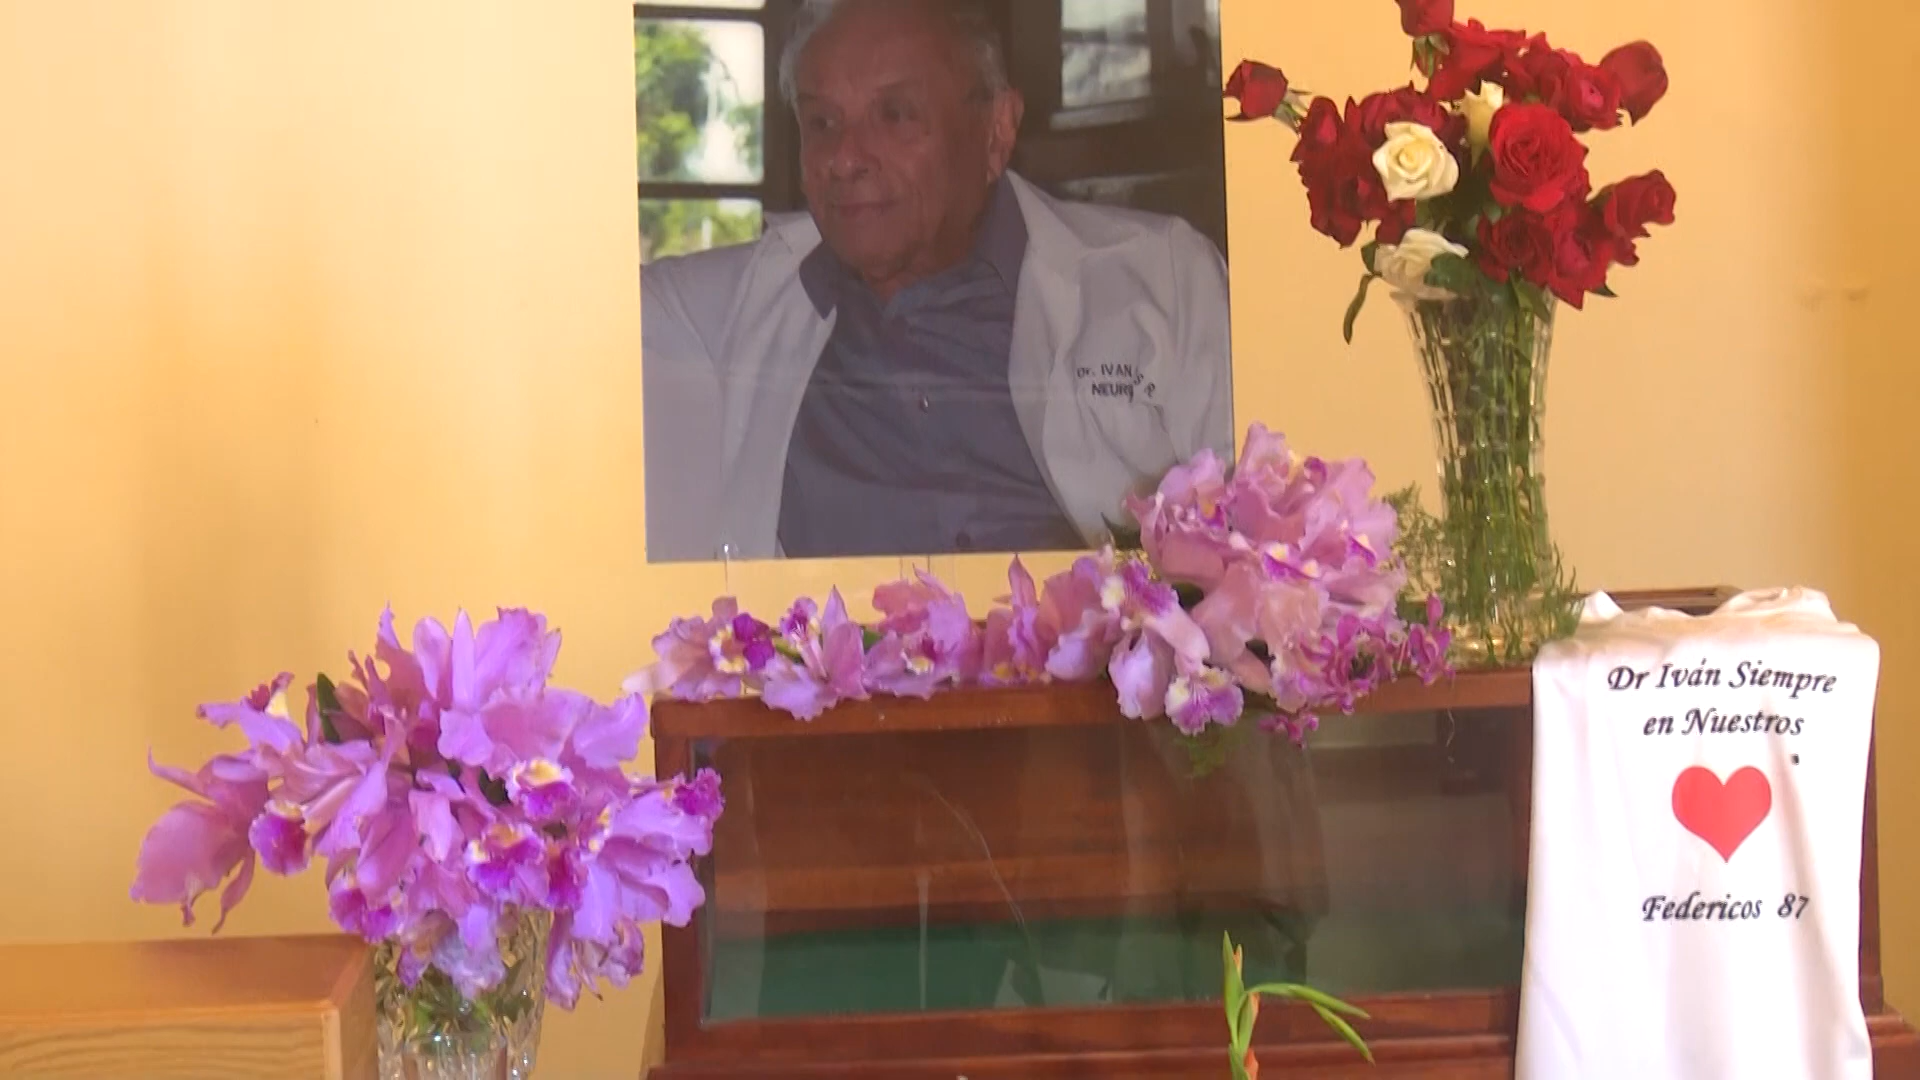 Dr. IVAN
NEUR
Dr Iván Siempre
en Nuestros
Federicos 87